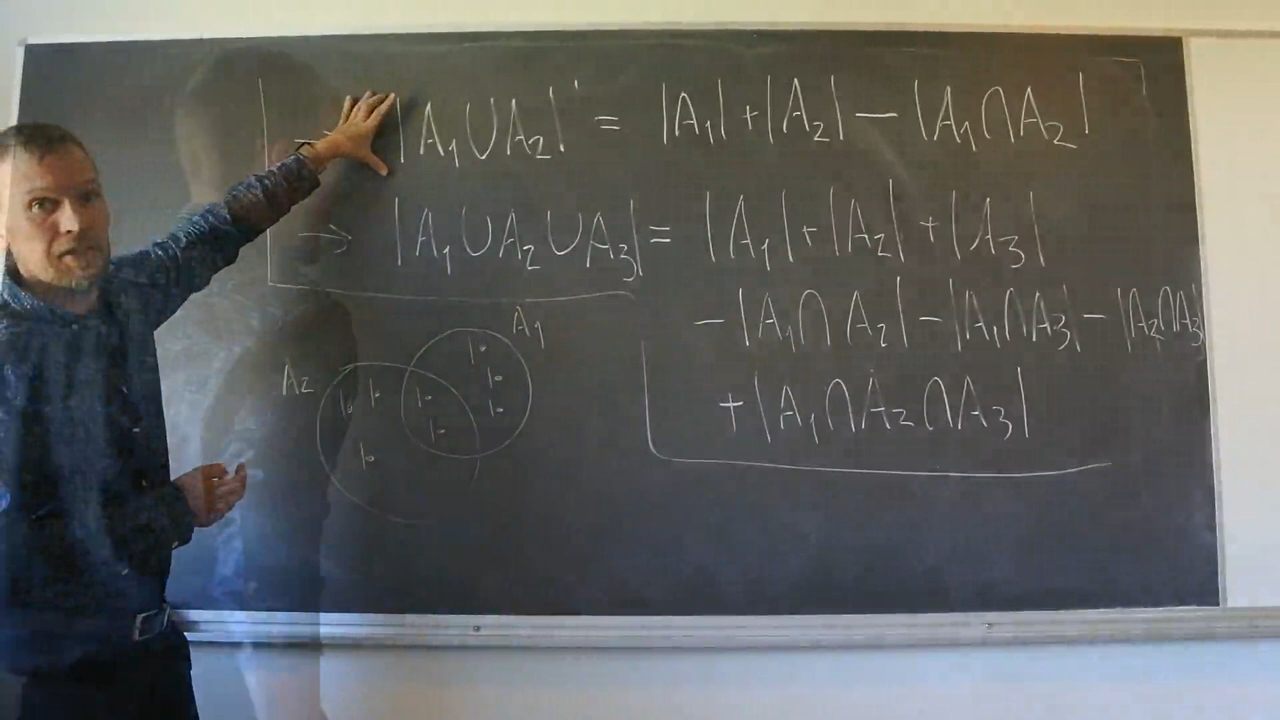 → |A₁∪A₂| = |A₁|+|A₂|−|A₁∩A₂|
→ |A₁∪A₂∪A₃| = |A₁|+|A₂|+|A₃|
−|A₁∩A₂|−|A₁∩A₃|−|A₂∩A₃|
+|A₁∩A₂∩A₃|
A₁
A₂